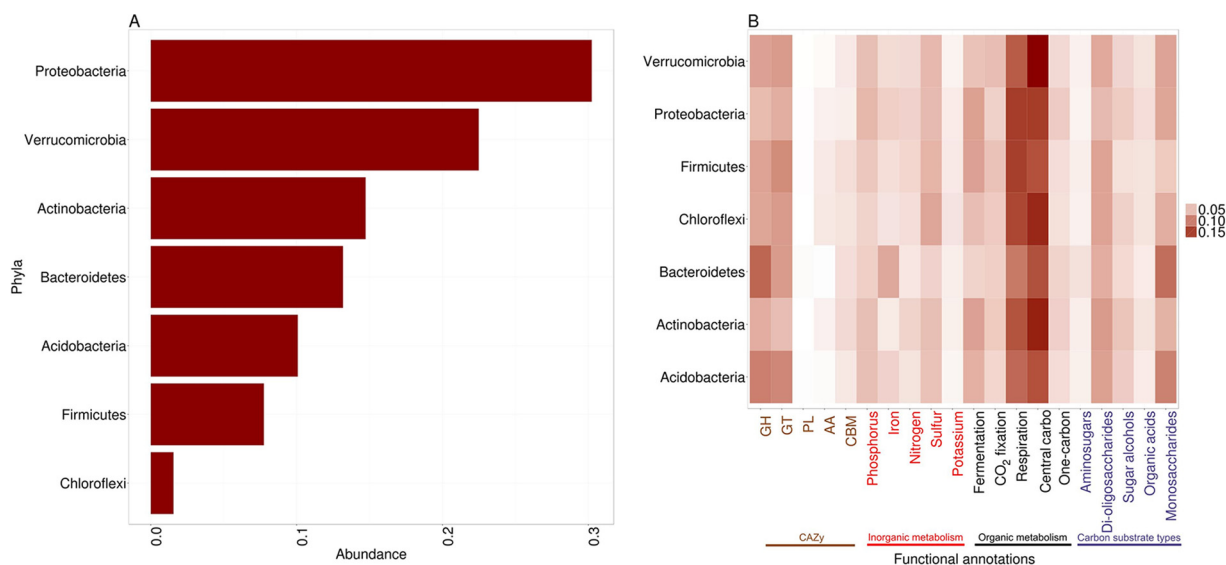 A
Phyla
Proteobacteria
Verrucomicrobia
Actinobacteria
Bacteroidetes
Acidobacteria
Firmicutes
Chloroflexi
0.0
0.1
0.2
0.3
Abundance
B
Verrucomicrobia
Proteobacteria
Firmicutes
Chloroflexi
Bacteroidetes
Actinobacteria
Acidobacteria
0.05
0.10
0.15
GH
GT
PL
AA
CBM
Phosphorus
Iron
Nitrogen
Sulfur
Potassium
Fermentation
CO₂ fixation
Respiration
Central carbo
One-carbon
Aminosugars
Di-oligosaccharides
Sugar alcohols
Organic acids
Monosaccharides
CAZy
Inorganic metabolism
Organic metabolism
Carbon substrate types
Functional annotations